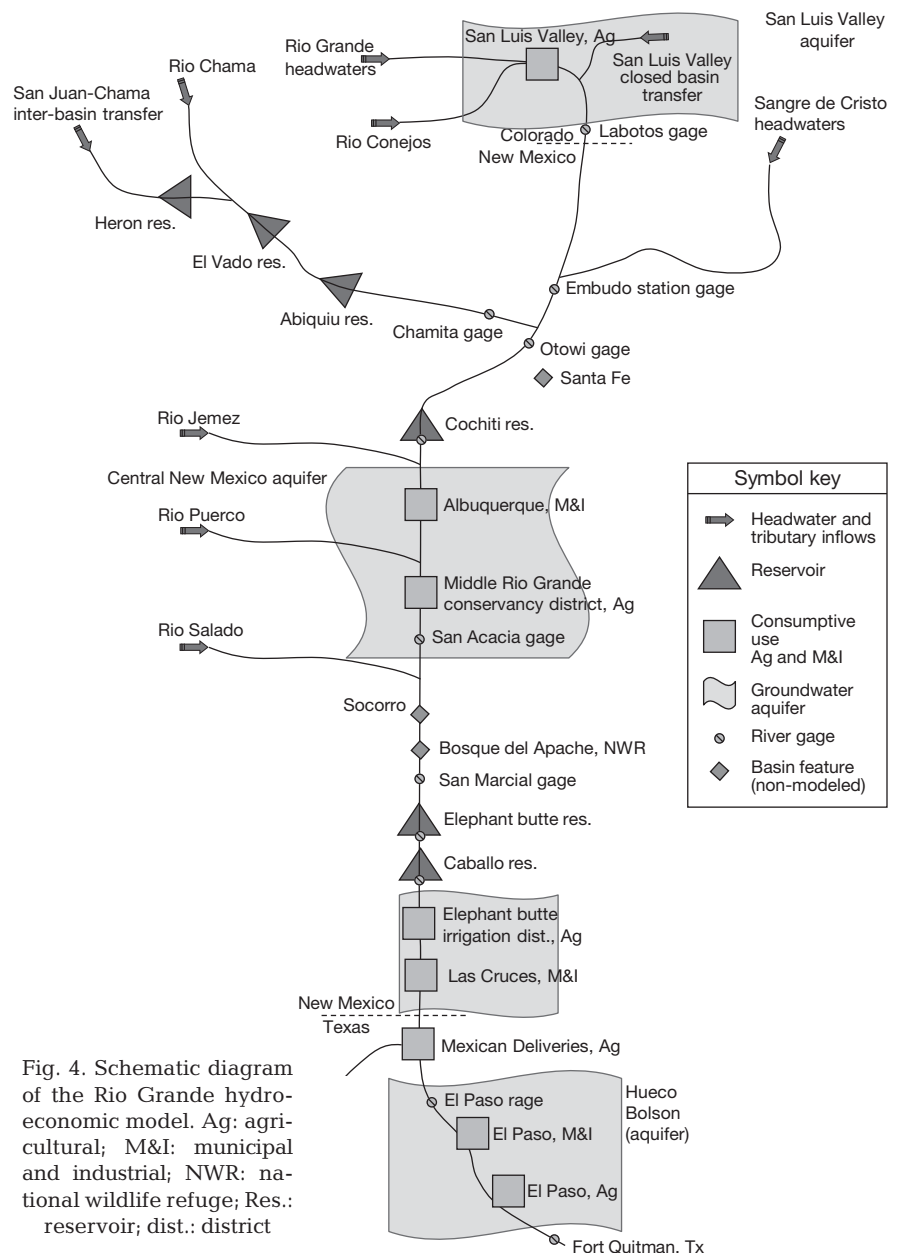 San Luis Valley, Ag
San Luis Valley
aquifer
Rio Grande
headwaters
San Luis Valley
closed basin
transfer
Rio Chama
San Juan-Chama
inter-basin transfer
Sangre de Cristo
headwaters
Rio Conejos
Colorado
Labotos gage
New Mexico
Heron res.
El Vado res.
Embudo station gage
Abiquiu res.
Chamita gage
Otowi gage
Santa Fe
Rio Jemez
Cochiti res.
Central New Mexico aquifer
Albuquerque, M&I
Rio Puerco
Middle Rio Grande
conservancy district, Ag
Rio Salado
San Acacia gage
Socorro
Bosque del Apache, NWR
San Marcial gage
Elephant butte res.
Caballo res.
Elephant butte
irrigation dist., Ag
Las Cruces, M&I
New Mexico
Texas
Mexican Deliveries, Ag
El Paso rage
Hueco
Bolson
(aquifer)
El Paso, M&I
El Paso, Ag
Fort Quitman, Tx
Symbol key
Headwater and
tributary inflows
Reservoir
Consumptive
use
Ag and M&I
Groundwater
aquifer
River gage
Basin feature
(non-modeled)
Fig. 4. Schematic diagram
of the Rio Grande hydro-
economic model. Ag: agri-
cultural; M&I: municipal
and industrial; NWR: na-
tional wildlife refuge; Res.:
reservoir; dist.: district